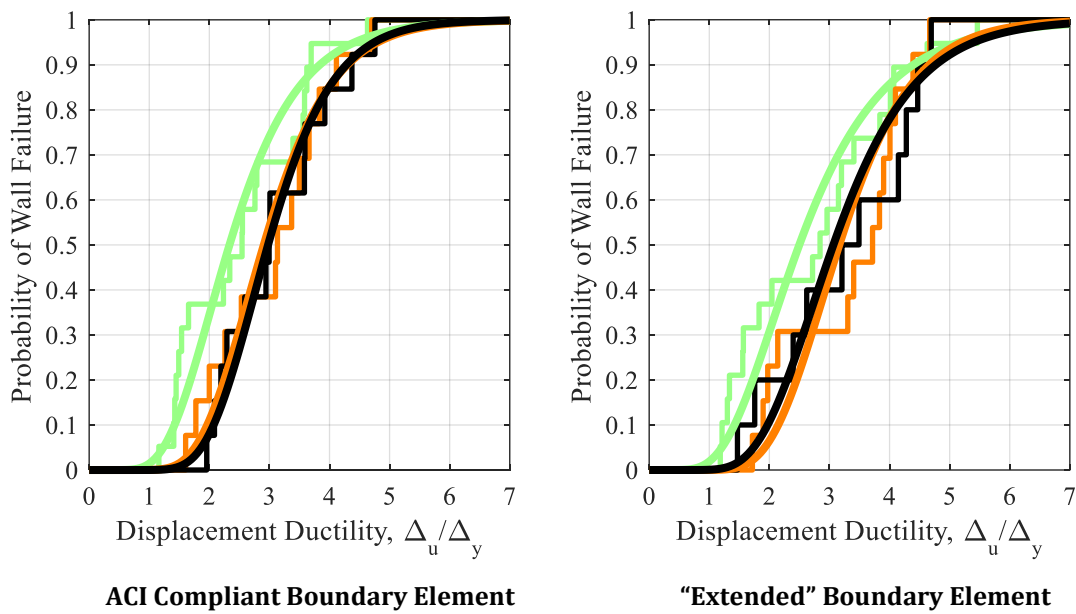 1
0.9
0.8
0.7
0.6
0.5
0.4
0.3
0.2
0.1
0
Probability of Wall Failure
0 1 2 3 4 5 6 7
Displacement Ductility, Δu/Δy
ACI Compliant Boundary Element
1
0.9
0.8
0.7
0.6
0.5
0.4
0.3
0.2
0.1
0
Probability of Wall Failure
0 1 2 3 4 5 6 7
Displacement Ductility, Δu/Δy
“Extended” Boundary Element